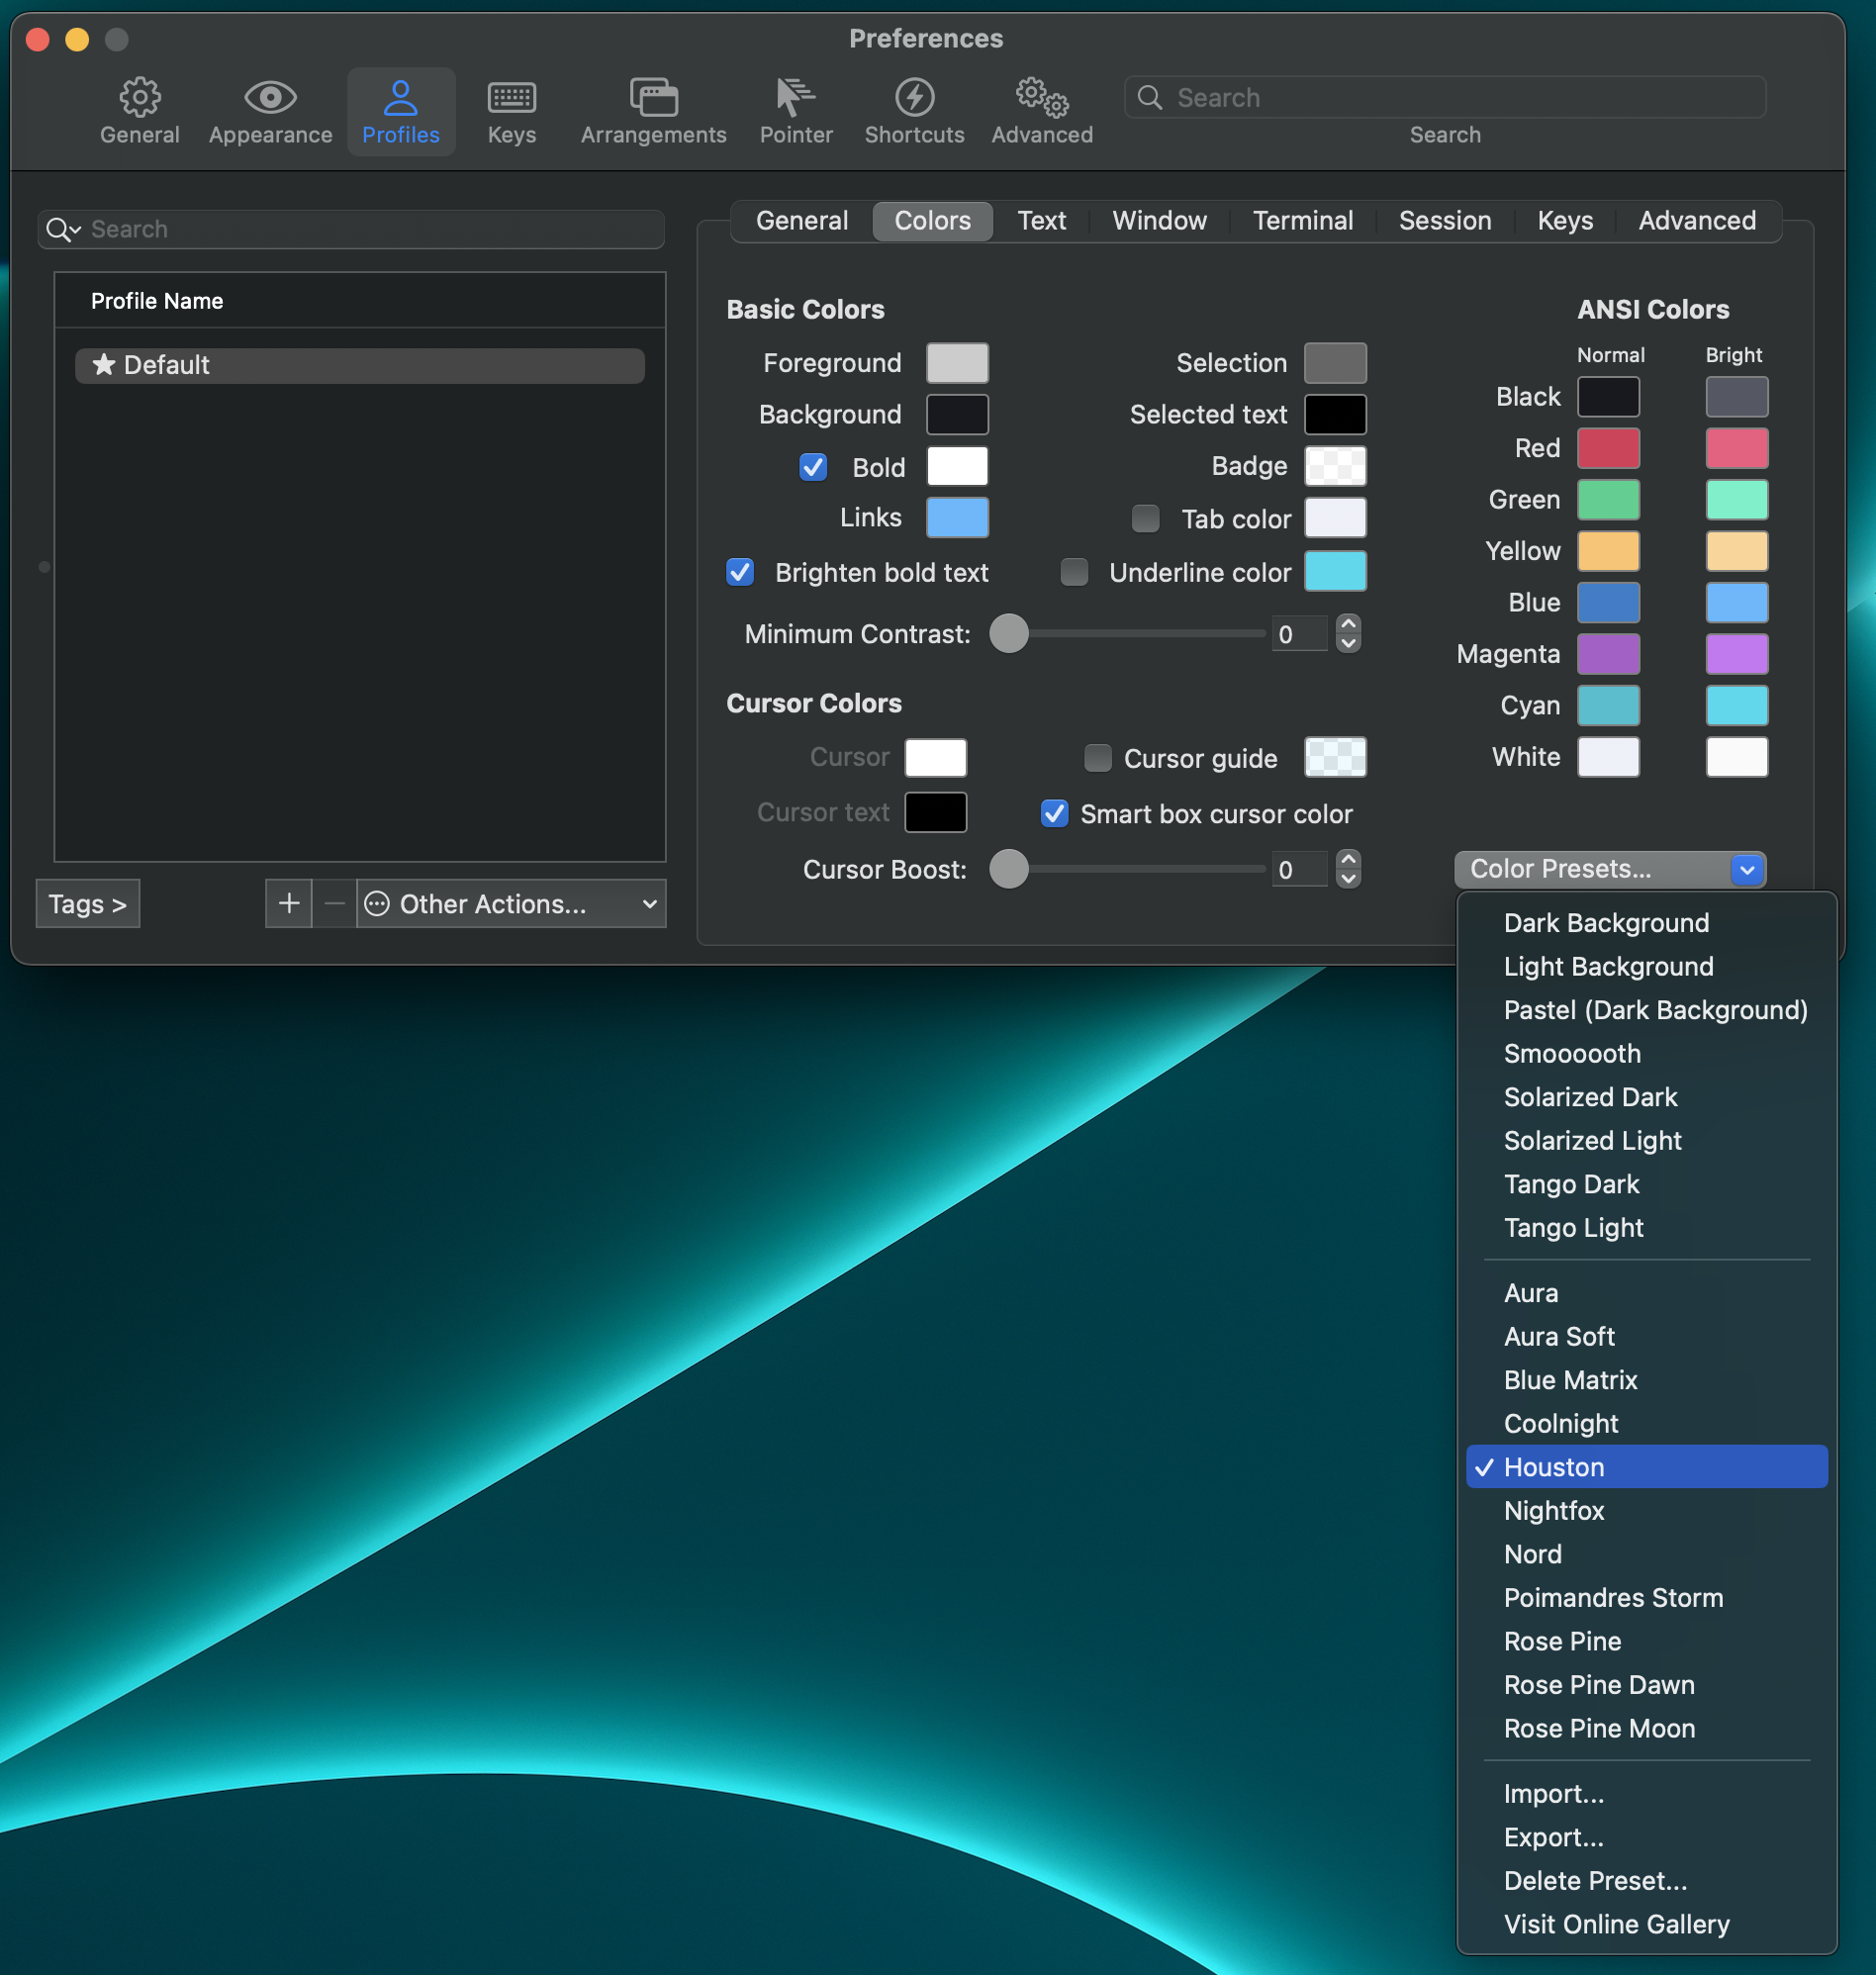 Preferences
General
Appearance
Profiles
Keys
Arrangements
Pointer
Shortcuts
Advanced
Search
Search
Search
Profile Name
★ Default
Tags >
+
−
Other Actions...
General
Colors
Text
Window
Terminal
Session
Keys
Advanced
Basic Colors
Foreground
Background
Bold
Links
Brighten bold text
Selection
Selected text
Badge
Tab color
Underline color
Minimum Contrast:
0
Cursor Colors
Cursor
Cursor text
Cursor guide
Smart box cursor color
Cursor Boost:
0
ANSI Colors
Normal Bright
Black
Red
Green
Yellow
Blue
Magenta
Cyan
White
Color Presets...
Dark Background
Light Background
Pastel (Dark Background)
Smoooooth
Solarized Dark
Solarized Light
Tango Dark
Tango Light
Aura
Aura Soft
Blue Matrix
Coolnight
✓ Houston
Nightfox
Nord
Poimandres Storm
Rose Pine
Rose Pine Dawn
Rose Pine Moon
Import...
Export...
Delete Preset...
Visit Online Gallery